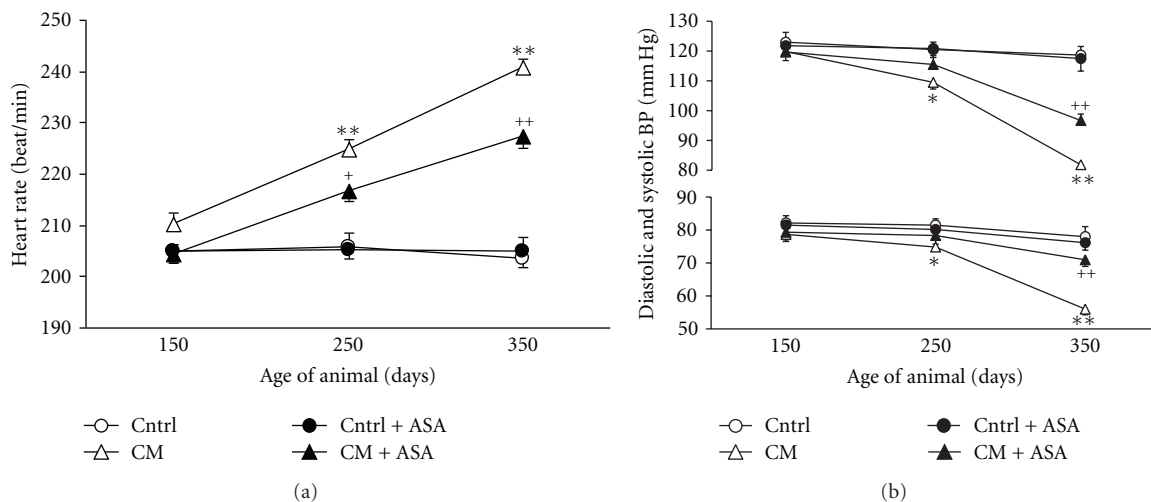 250
240
230
220
210
200
190
Heart rate (beat/min)
**
**
++
+
150
250
350
Age of animal (days)
Cntrl
CM
Cntrl + ASA
CM + ASA
(a)
130
120
110
100
90
80
90
80
70
60
50
Diastolic and systolic BP (mm Hg)
*
++
**
*
++
**
150
250
350
Age of animal (days)
Cntrl
CM
Cntrl + ASA
CM + ASA
(b)